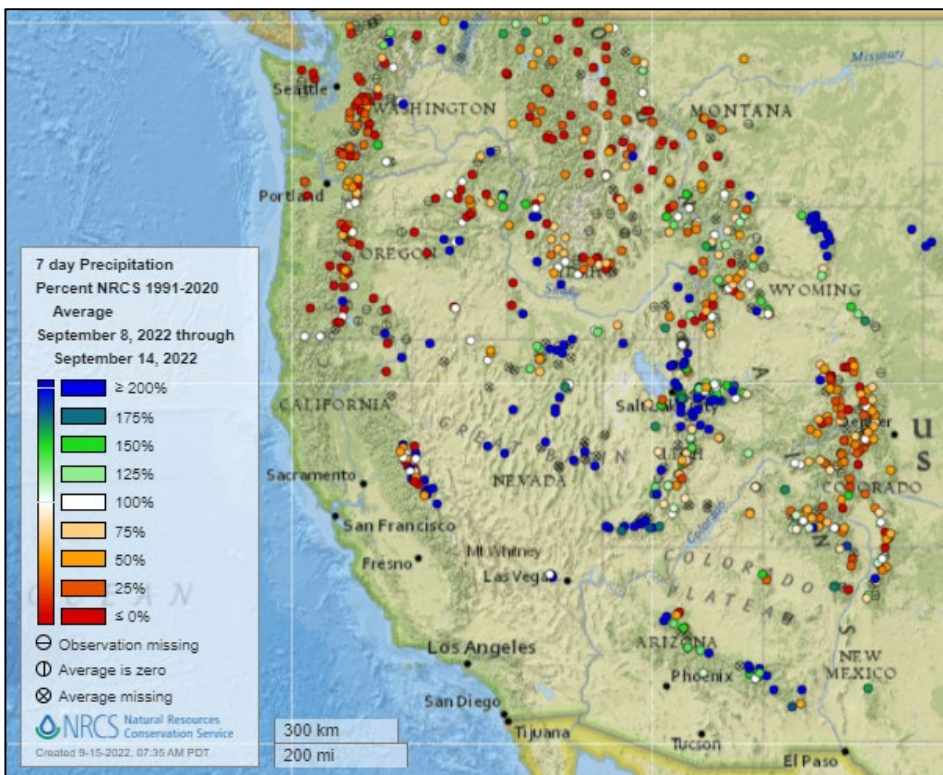 Missouri
Seattle
WASHINGTON
MONTANA
Portland
OREGON
WYOMING
7 day Precipitation
Percent NRCS 1991-2020
Average
September 8, 2022 through
September 14, 2022
≥ 200%
175%
150%
125%
100%
75%
50%
25%
≤ 0%
⊖ Observation missing
Average is zero
⊗ Average missing
NRCS Natural Resources
Conservation Service
Created 9-15-2022, 07:35 AM PDT
CALIFORNIA
GREAT
NEVADA
UTAH
U
S
COLORADO
Sacramento
San Francisco
Fresno
Mt Whitney
Las Vegas
Colorado
COLORADO
PLATEAU
OCEAN
Los Angeles
ARIZONA
Phoenix
NEW
MEXICO
San Diego
Tijuana
Tucson
El Paso
300 km
200 mi